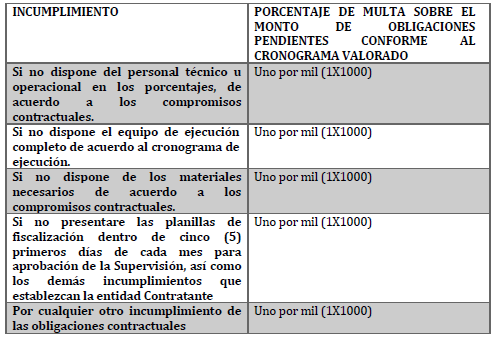 INCUMPLIMIENTO
PORCENTAJE DE MULTA SOBRE EL
MONTO DE OBLIGACIONES
PENDIENTES CONFORME AL
CRONOGRAMA VALORADO
Si no dispone del personal técnico u
operacional en los porcentajes, de
acuerdo a los compromisos
contractuales.
Uno por mil (1X1000)
Si no dispone el equipo de ejecución
completo de acuerdo al cronograma de
ejecución.
Uno por mil (1X1000)
Si no dispone de los materiales
necesarios de acuerdo a los
compromisos contractuales.
Uno por mil (1X1000)
Si no presentare las planillas de
fiscalización dentro de cinco (5)
primeros días de cada mes para
aprobación de la Supervisión, así como
los demás incumplimientos que
establezcan la entidad Contratante
Uno por mil (1X1000)
Por cualquier otro incumplimiento de
las obligaciones contractuales
Uno por mil (1X1000)